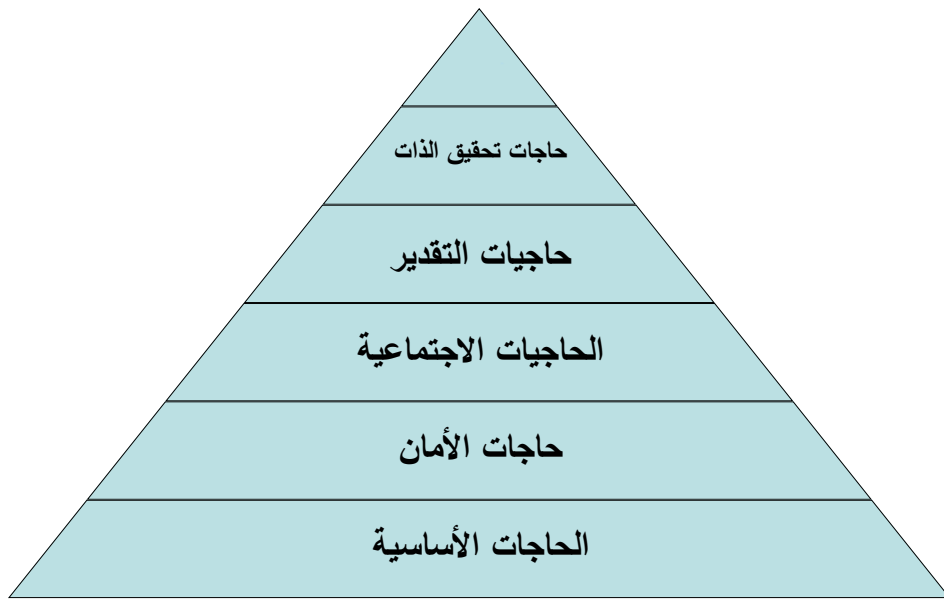 حاجات تحقيق الذات
حاجيات التقدير
الحاجيات الاجتماعية
حاجات الأمان
الحاجات الأساسية